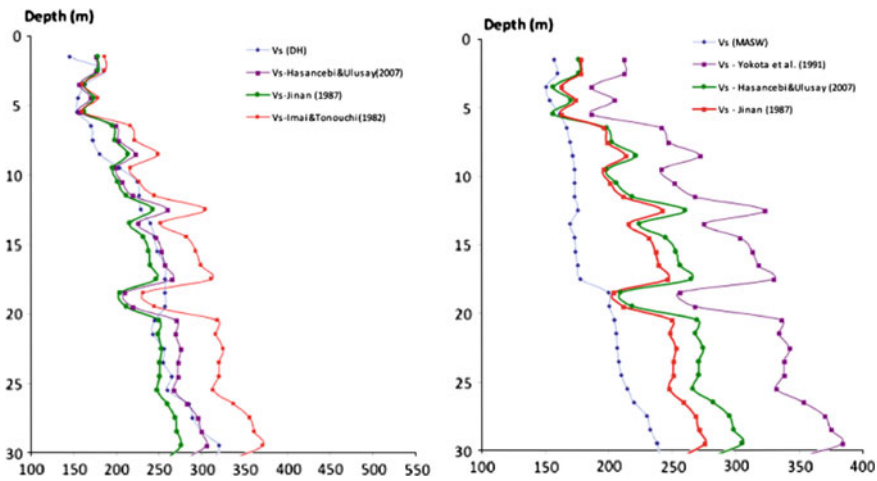 Depth (m)
0
5
10
15
20
25
30
100 150 200 250 300 350 400 450 500 550
Vs (DH)
Vs-Hasancebi&Ulusay(2007)
Vs-Jinan (1987)
Vs-Imai&Tonouchi(1982)
Depth (m)
0
5
10
15
20
25
30
100 150 200 250 300 350 400
Vs (MASW)
Vs - Yokota et al. (1991)
Vs - Hasancebi &Ulusay (2007)
Vs - Jinan (1987)